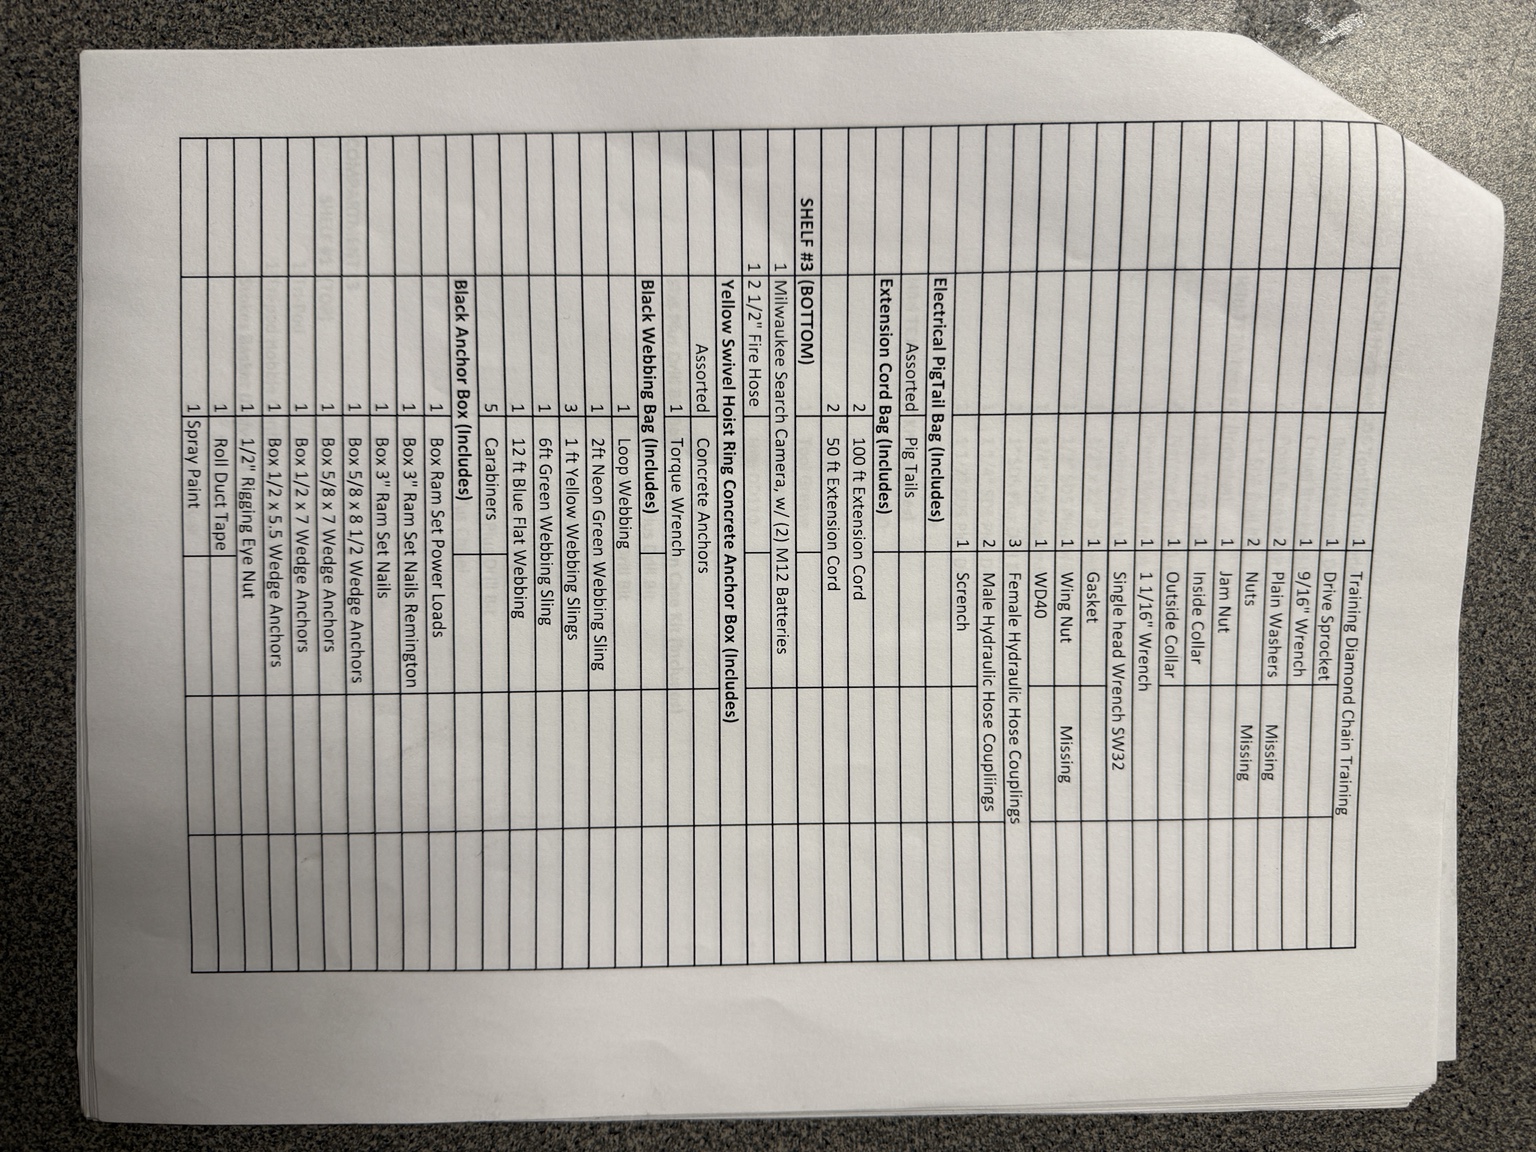 1 Training Diamond Chain Training
1 Drive Sprocket
1 9/16" Wrench
2 Plain Washers Missing
2 Nuts Missing
1 Jam Nut
1 Inside Collar
1 Outside Collar
1 1 1/16" Wrench
1 Single head Wrench SW32
1 Gasket
1 Wing Nut Missing
1 WD40
3 Female Hydraulic Hose Couplings
2 Male Hydraulic Hose Coupliings
1 Scrench
Electrical PigTail Bag (Includes)
Assorted Pig Tails
Extension Cord Bag (Includes)
2 100 ft Extension Cord
2 50 ft Extension Cord
SHELF #3 (BOTTOM)
1 Milwaukee Search Camera, w/ (2) M12 Batteries
1 2 1/2" Fire Hose
Yellow Swivel Hoist Ring Concrete Anchor Box (Includes)
Assorted Concrete Anchors
1 Torque Wrench
Black Webbing Bag (Includes)
1 Loop Webbing
1 2ft Neon Green Webbing Sling
3 1 ft Yellow Webbing Slings
1 6ft Green Webbing Sling
1 12 ft Blue Flat Webbing
5 Carabiners
Black Anchor Box (Includes)
1 Box Ram Set Power Loads
1 Box 3" Ram Set Nails Remington
1 Box 3" Ram Set Nails
1 Box 5/8 x 8 1/2 Wedge Anchors
1 Box 5/8 x 7 Wedge Anchors
1 Box 1/2 x 7 Wedge Anchors
1 Box 1/2 x 5.5 Wedge Anchors
1 1/2" Rigging Eye Nut
1 Roll Duct Tape
1 Spray Paint